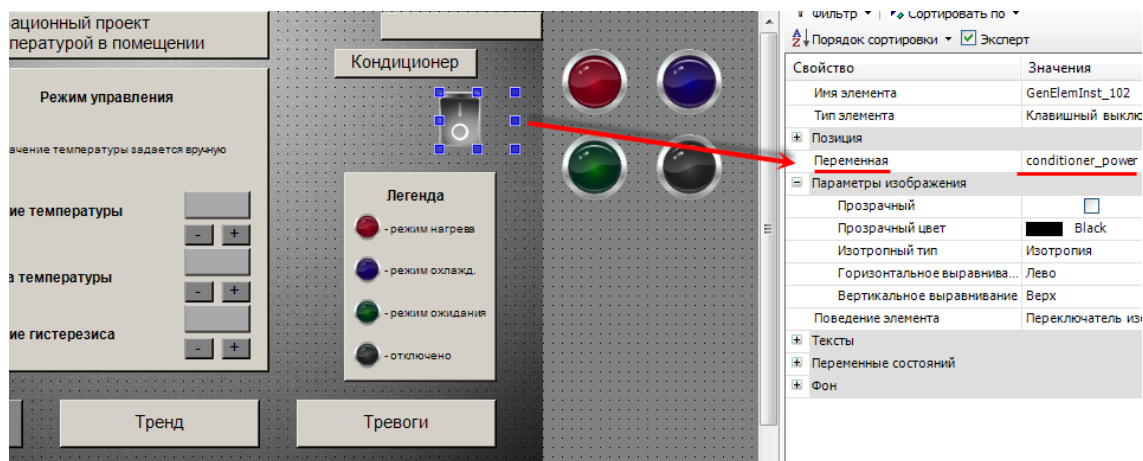 ационный проект
пературой в помещении
Режим управления
ачение температуры задается вручную
ие температуры
- +
а температуры
- +
ие гистерезиса
- +
Тренд
Кондиционер
Легенда
- режим нагрева
- режим охлажд.
- режим ожидания
- отключено
Тревоги
Фильтр Сортировать по
Порядок сортировки Эксперт
Свойство Значения
Имя элемента GenElemInst_102
Тип элемента Клавишный выклю
Позиция
Переменная conditioner_power
Параметры изображения
Прозрачный
Прозрачный цвет Black
Изотропный тип Изотропия
Горизонтальное выравнива... Лево
Вертикальное выравнивание Верх
Поведение элемента Переключатель изо
Тексты
Переменные состояний
Фон